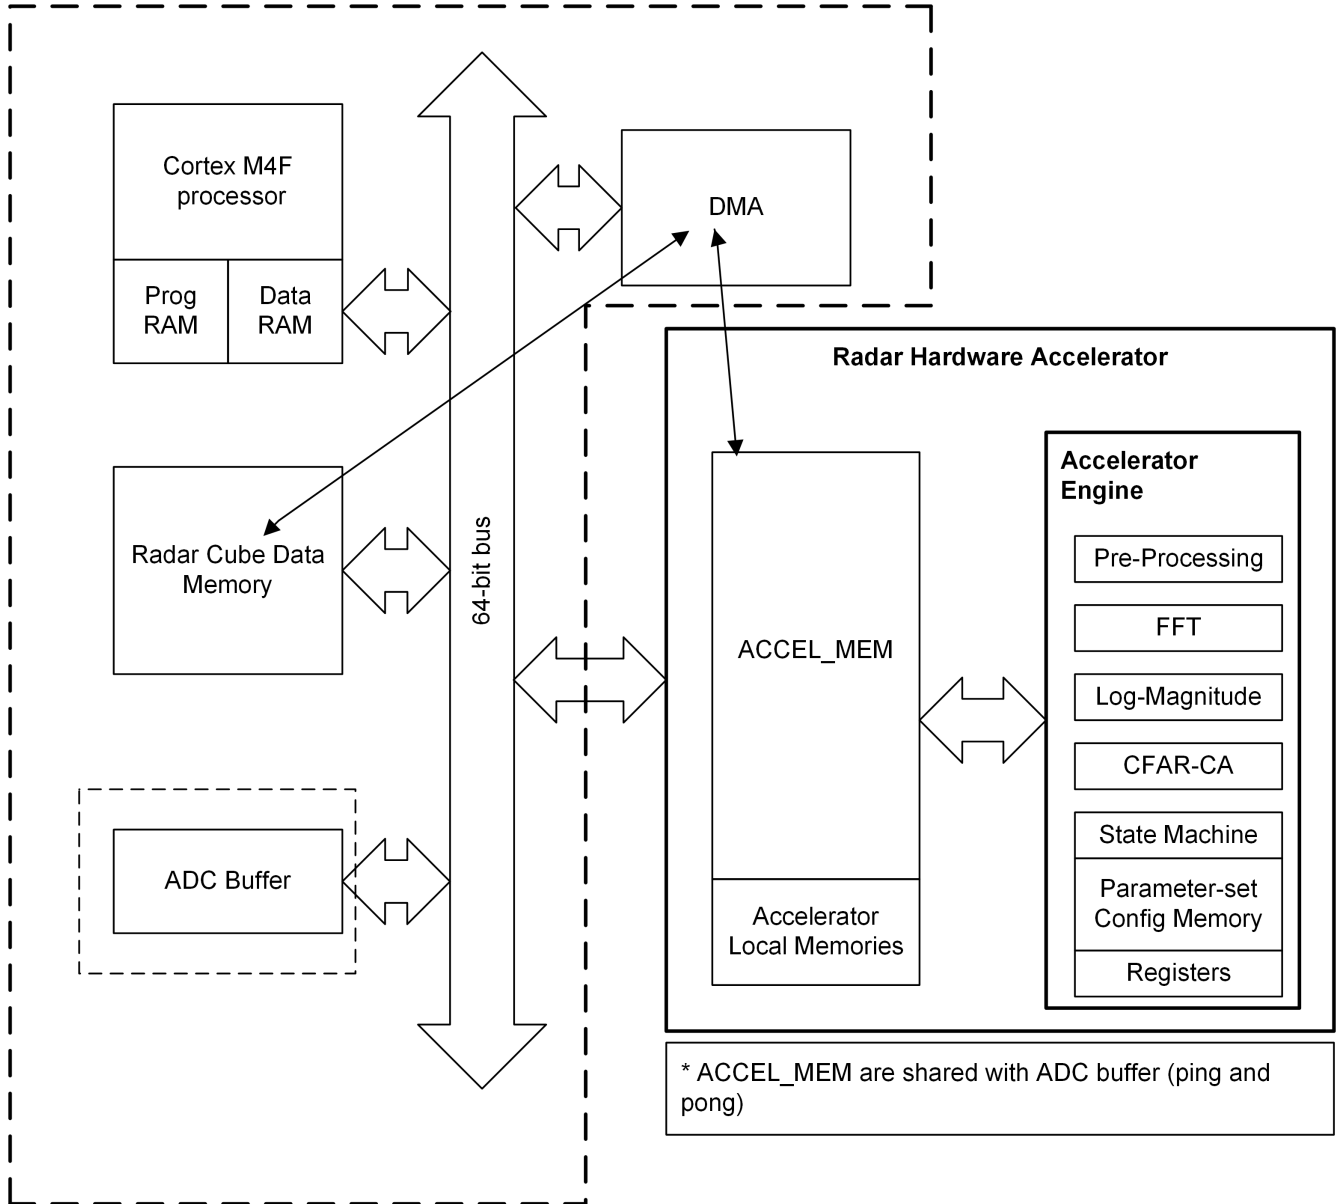 Cortex M4F
processor
Prog
RAM
Data
RAM
DMA
Radar Cube Data
Memory
64-bit bus
ADC Buffer
Radar Hardware Accelerator
ACCEL_MEM
Accelerator
Local Memories
Accelerator
Engine
Pre-Processing
FFT
Log-Magnitude
CFAR-CA
State Machine
Parameter-set
Config Memory
Registers
* ACCEL_MEM are shared with ADC buffer (ping and
pong)